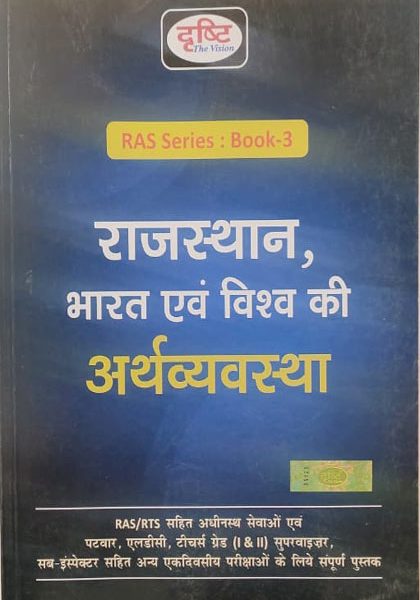 दृष्टि
The Vision
RAS Series : Book-3
राजस्थान,
भारत एवं विश्व की
अर्थव्यवस्था
RAS/RTS सहित अधीनस्थ सेवाओं एवं
पटवार, एलडीसी, टीचर्स ग्रेड (I & II) सुपरवाइज़र,
सब-इंस्पेक्टर सहित अन्य एकदिवसीय परीक्षाओं के लिये संपूर्ण पुस्तक